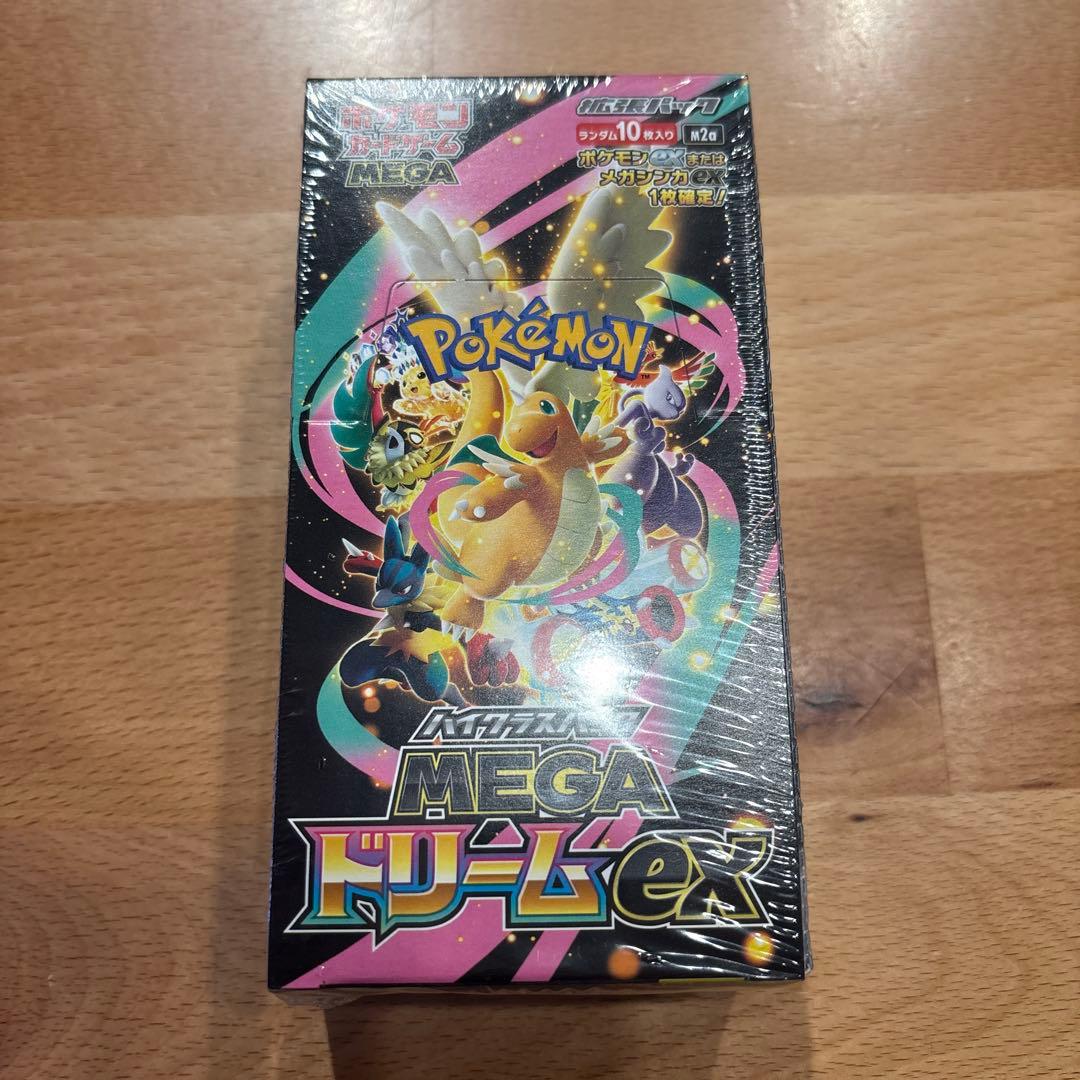 ポケモン
カードゲーム
MEGA
拡張パック
ランダム10枚入り M2a
ポケモンexまたは
メガシンカex
1枚確定!
POKÉMON
TM
ハイクラスパック
MEGA
ドリームex